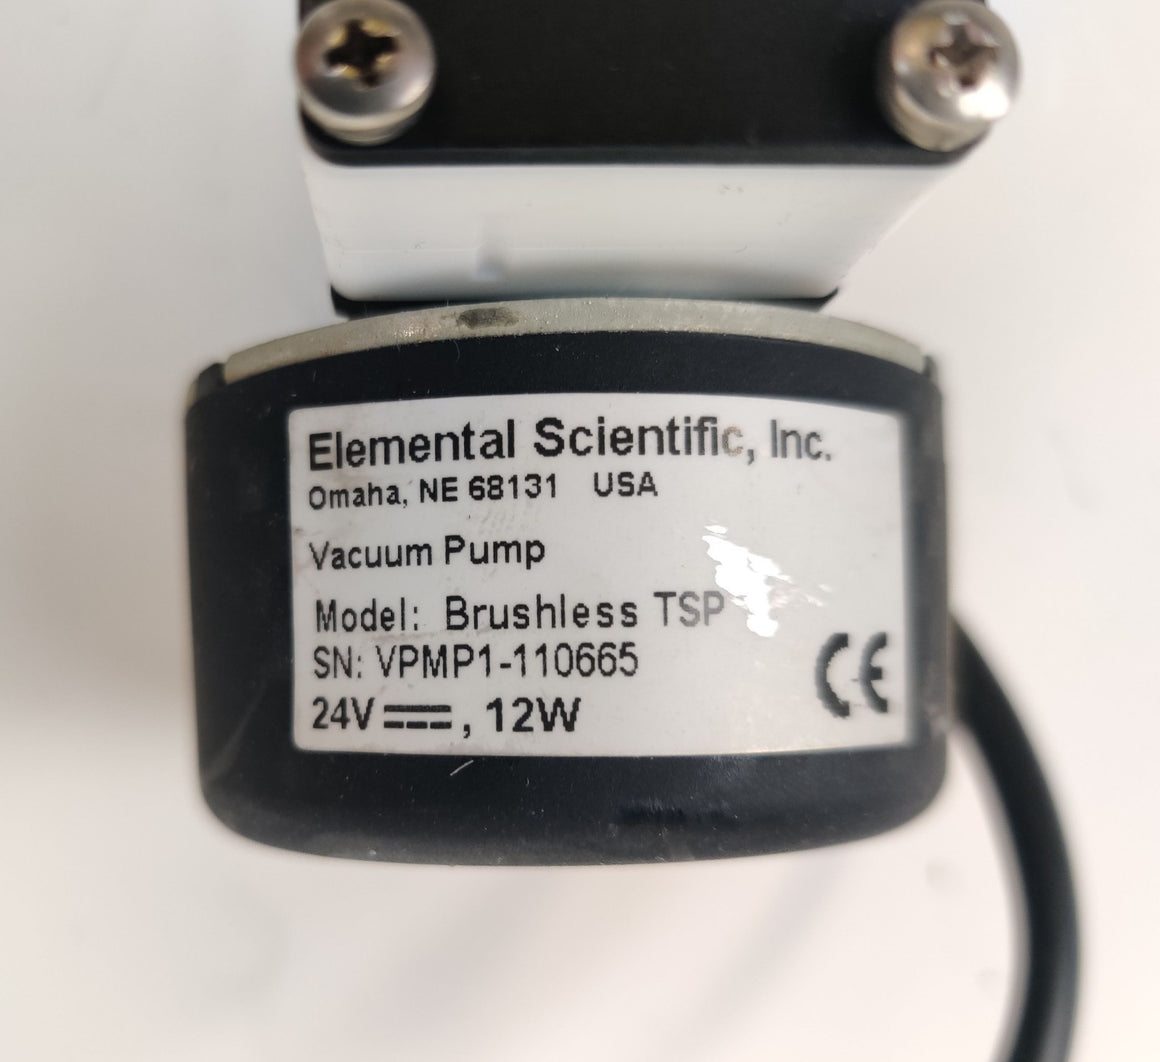 Elemental Scientific, Inc.
Omaha, NE 68131 USA
Vacuum Pump
Model: Brushless TSP
SN: VPMP1-110665
24V⎓, 12W
CE